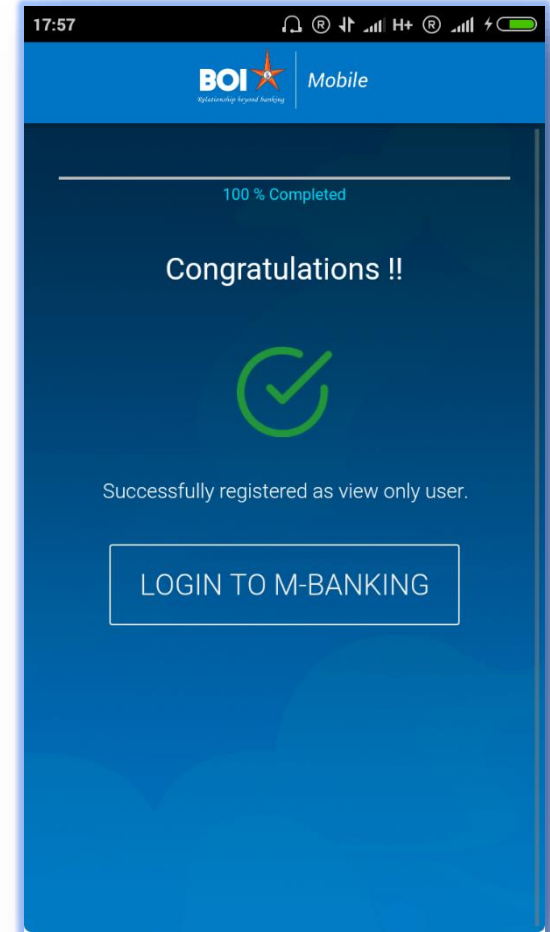 17:57 R H+ R
BOI Mobile
Relationship beyond banking
100 % Completed
Congratulations !!
Successfully registered as view only user.
LOGIN TO M-BANKING